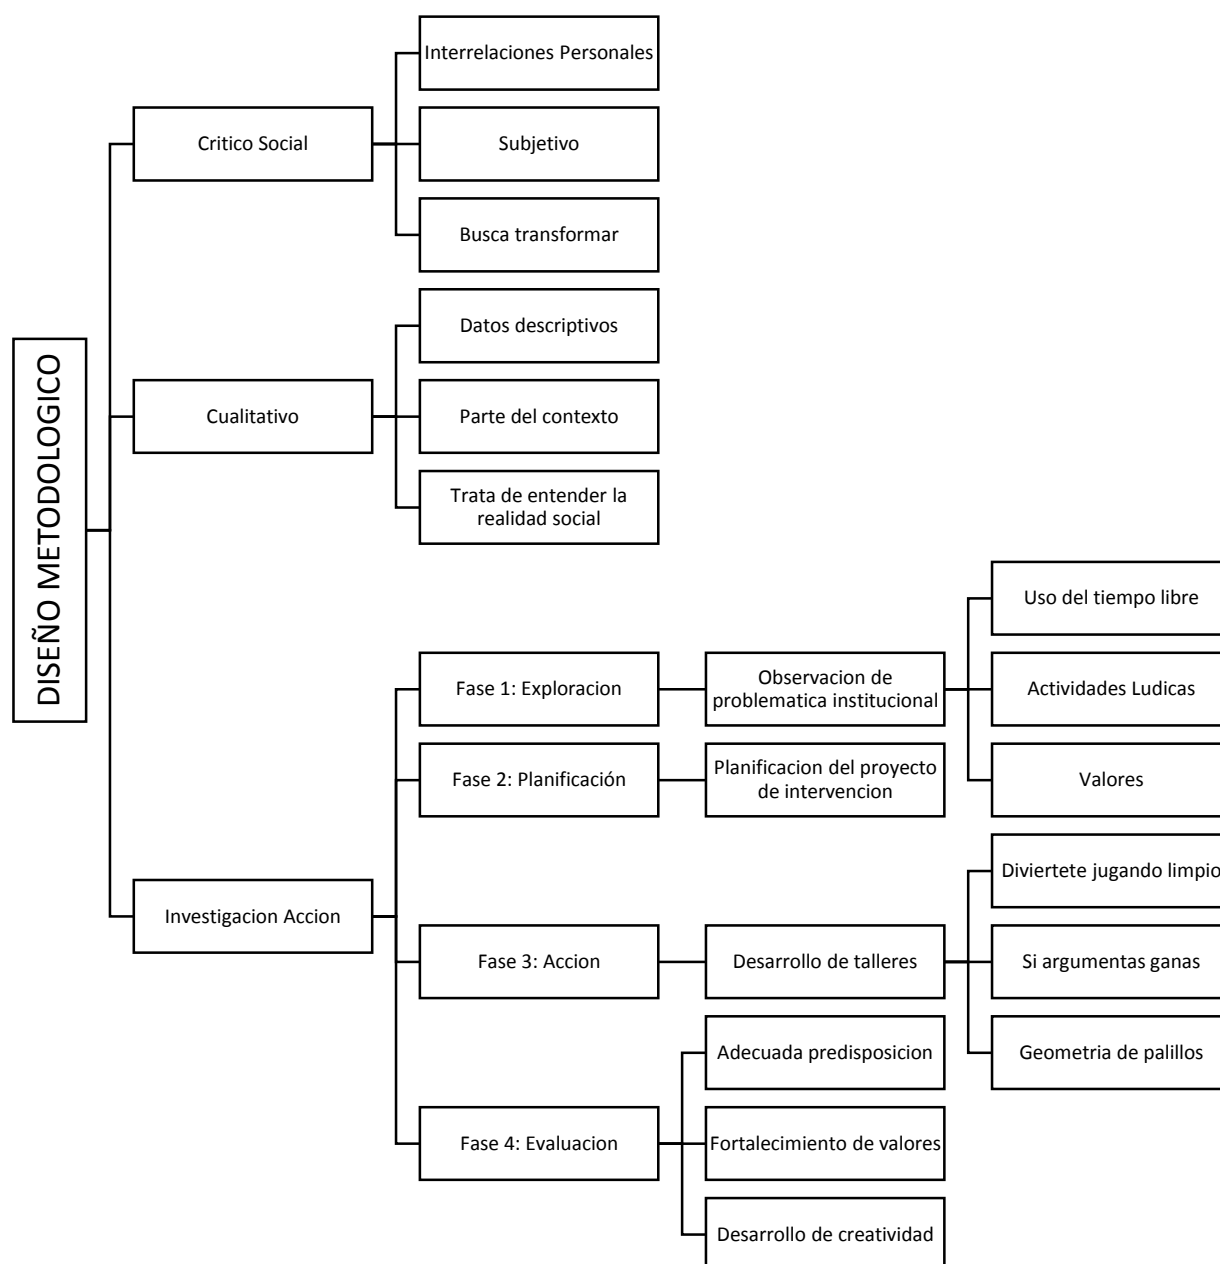 DISEÑO METODOLOGICO
Critico Social
Interrelaciones Personales
Subjetivo
Busca transformar
Cualitativo
Datos descriptivos
Parte del contexto
Trata de entender la
realidad social
Investigacion Accion
Fase 1: Exploracion
Observacion de
problematica institucional
Uso del tiempo libre
Actividades Ludicas
Valores
Fase 2: Planificación
Planificacion del proyecto
de intervencion
Fase 3: Accion
Desarrollo de talleres
Diviertete jugando limpio
Si argumentas ganas
Geometria de palillos
Fase 4: Evaluacion
Adecuada predisposicion
Fortalecimiento de valores
Desarrollo de creatividad